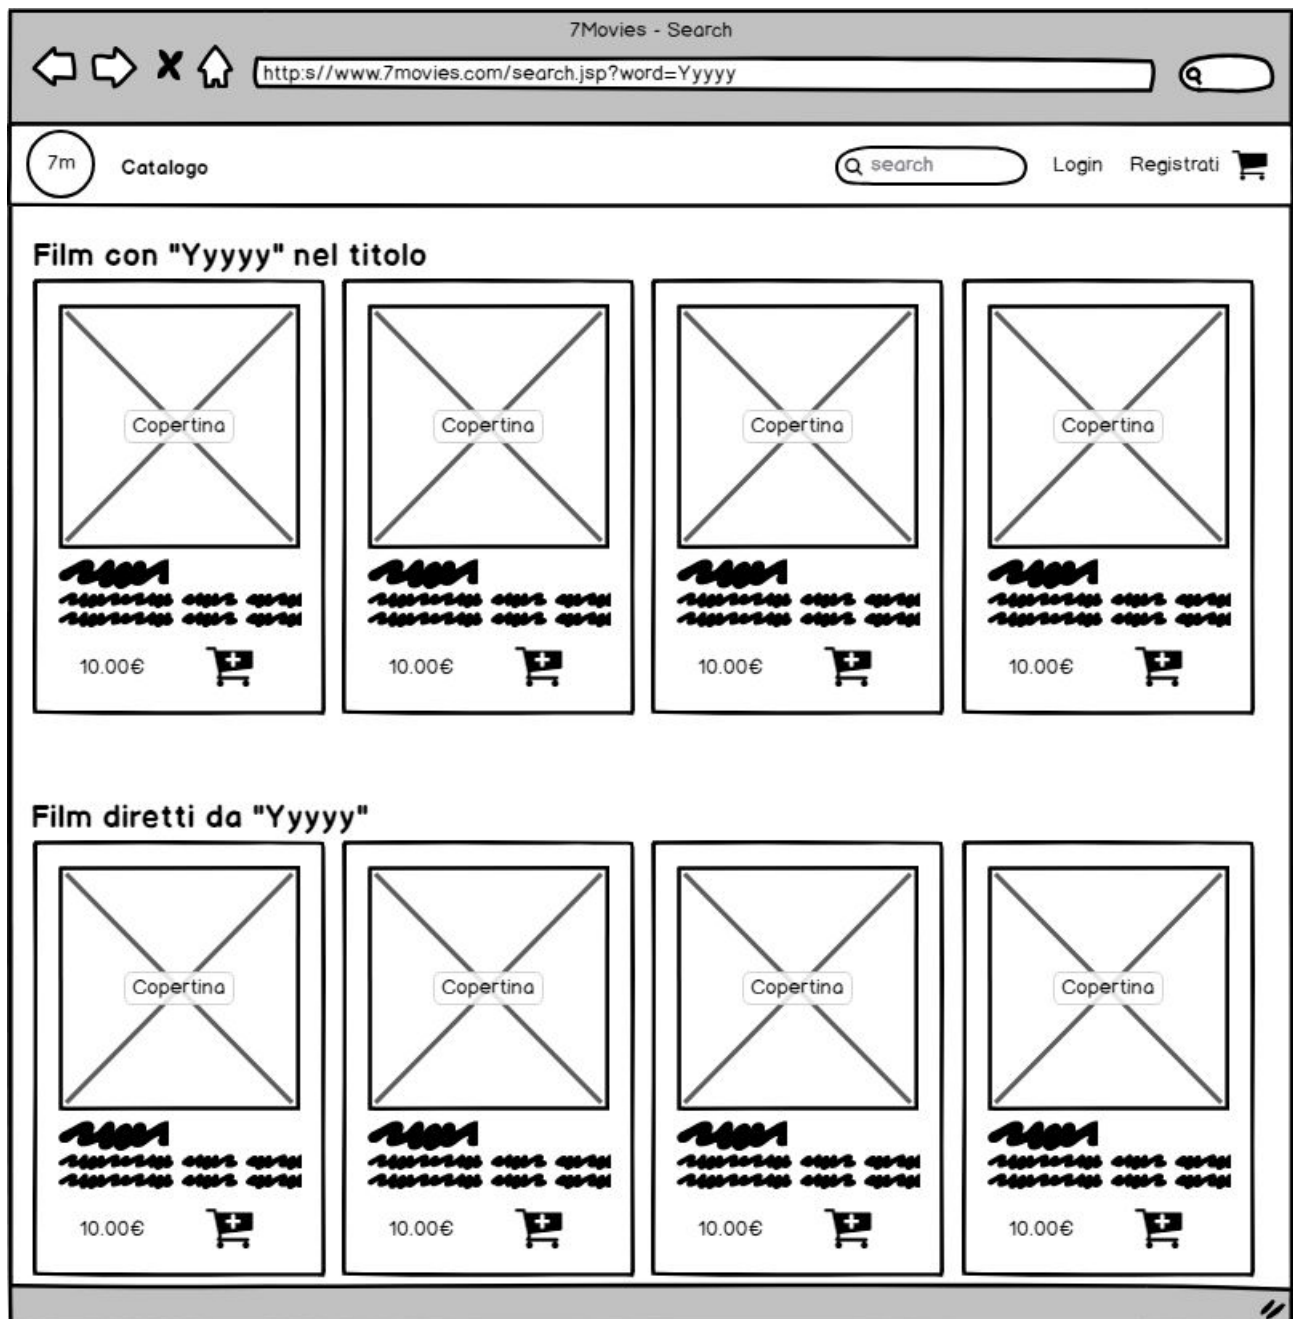 7Movies - Search
http:s//www.7movies.com/search.jsp?word=Yyyyy
7m Catalogo search Login Registrati
Film con "Yyyyy" nel titolo
Copertina Copertina Copertina Copertina
10.00€ 10.00€ 10.00€ 10.00€
Film diretti da "Yyyyy"
Copertina Copertina Copertina Copertina
10.00€ 10.00€ 10.00€ 10.00€